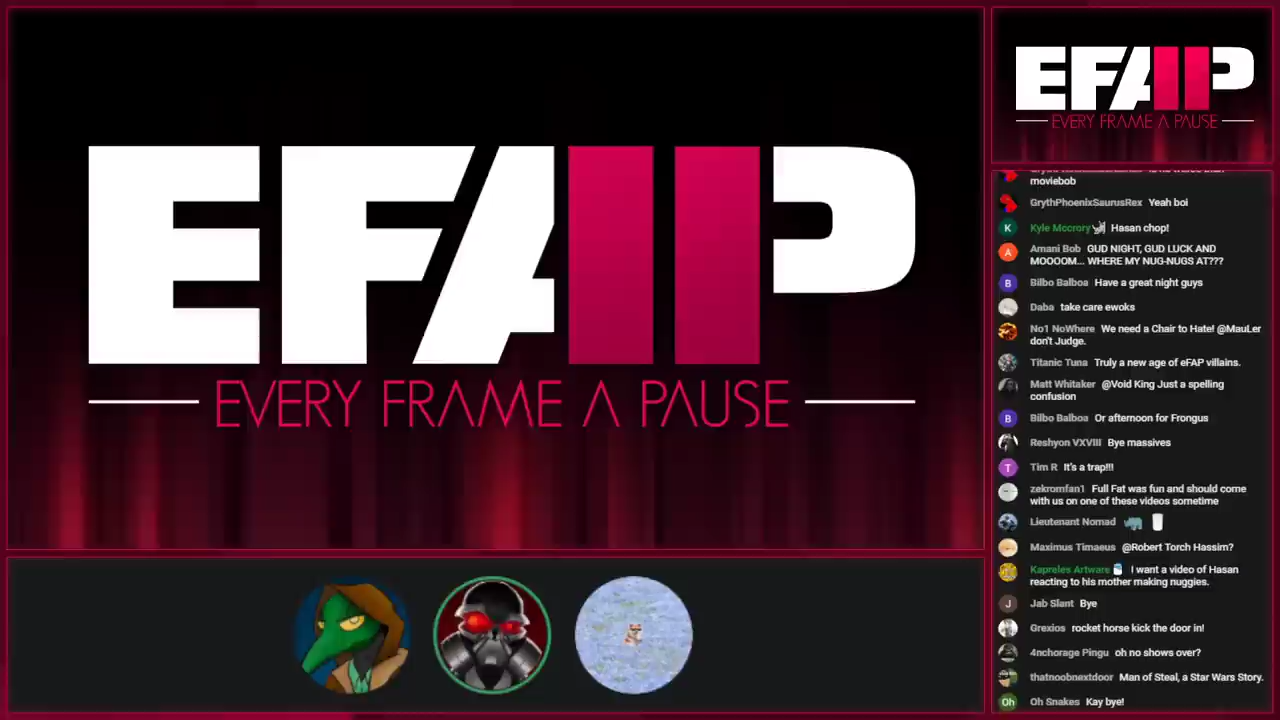 EFAP
EVERY FRAME A PAUSE
EFAP
EVERY FRAME A PAUSE
moviebob
GrythPhoenixSaurusRex Yeah boi
K Kyle Mccrory Hasan chop!
A Amani Bob GUD NIGHT, GUD LUCK AND
MOOOOM... WHERE MY NUG-NUGS AT???
B Bilbo Balboa Have a great night guys
Daba take care ewoks
No1 NoWhere We need a Chair to Hate! @MauLer
don't Judge.
Titanic Tuna Truly a new age of eFAP villains.
Matt Whitaker @Void King Just a spelling
confusion
B Bilbo Balboa Or afternoon for Frongus
Reshyon VXVIII Bye massives
T Tim R It's a trap!!!
zekromfan1 Full Fat was fun and should come
with us on one of these videos sometime
Lieutenant Nomad
Maximus Timaeus @Robert Torch Hassim?
Kapreles Artware I want a video of Hasan
reacting to his mother making nuggies.
J Jab Slant Bye
Grexios rocket horse kick the door in!
4nchorage Pingu oh no shows over?
thatnoobnextdoor Man of Steal, a Star Wars Story.
Oh Oh Snakes Kay bye!